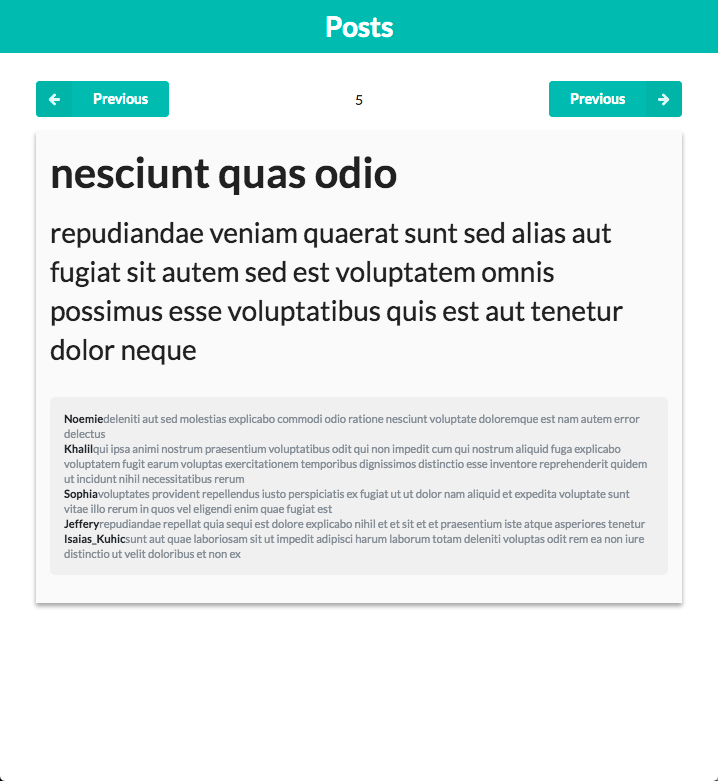 Posts
Previous
5
Previous
nesciunt quas odio
repudiandae veniam quaerat sunt sed alias aut
fugiat sit autem sed est voluptatem omnis
possimus esse voluptatibus quis est aut tenetur
dolor neque
Noemiedeleniti aut sed molestias explicabo commodi odio ratione nesciunt voluptate doloremque est nam autem error
delectus
Khalilqui ipsa animi nostrum praesentium voluptatibus odit qui non impedit cum qui nostrum aliquid fuga explicabo
voluptatem fugit earum voluptas exercitationem temporibus dignissimos distinctio esse inventore reprehenderit quidem
ut incidunt nihil necessitatibus rerum
Sophiavoluptates provident repellendus iusto perspiciatis ex fugiat ut ut dolor nam aliquid et expedita voluptate sunt
vitae illo rerum in quos vel eligendi enim quae fugiat est
Jefferyrepudiandae repellat quia sequi est dolore explicabo nihil et et sit et et praesentium iste atque asperiores tenetur
Isaias_Kuhicsunt aut quae laboriosam sit ut impedit adipisci harum laborum totam deleniti voluptas odit rem ea non iure
distinctio ut velit doloribus et non ex